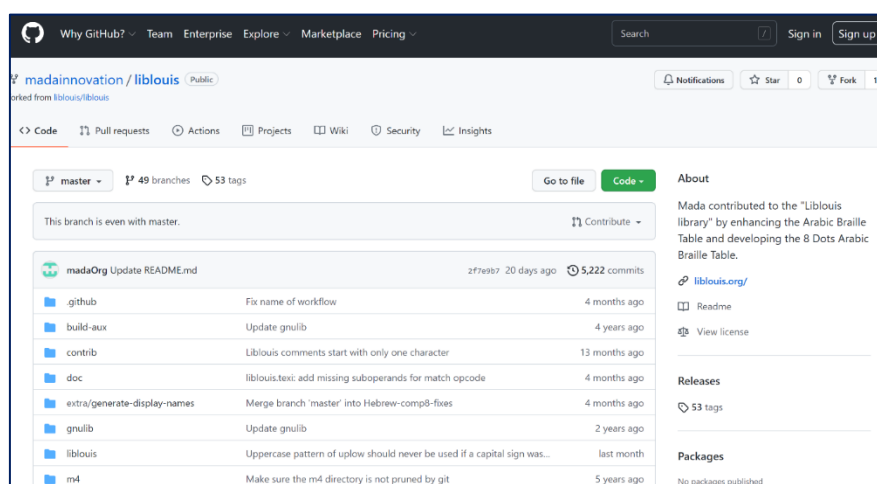 Why GitHub? Team Enterprise Explore Marketplace Pricing Search / Sign in Sign up
madainnovation / liblouis Public Notifications Star 0 Fork 1
orked from liblouis/liblouis
<> Code Pull requests Actions Projects Wiki Security Insights
master 49 branches 53 tags Go to file Code
This branch is even with master. Contribute
madaOrg Update README.md 2f7e9b7 20 days ago 5,222 commits
.github Fix name of workflow 4 months ago
build-aux Update gnulib 4 years ago
contrib Liblouis comments start with only one character 13 months ago
doc liblouis.texi: add missing suboperands for match opcode 4 months ago
extra/generate-display-names Merge branch 'master' into Hebrew-comp8-fixes 4 months ago
gnulib Update gnulib 2 years ago
liblouis Uppercase pattern of uplow should never be used if a capital sign was... last month
m4 Make sure the m4 directory is not pruned by git 5 years ago
About
Mada contributed to the "Liblouis
library" by enhancing the Arabic Braille
Table and developing the 8 Dots Arabic
Braille Table.
liblouis.org/
Readme
View license
Releases
53 tags
Packages
No packages published